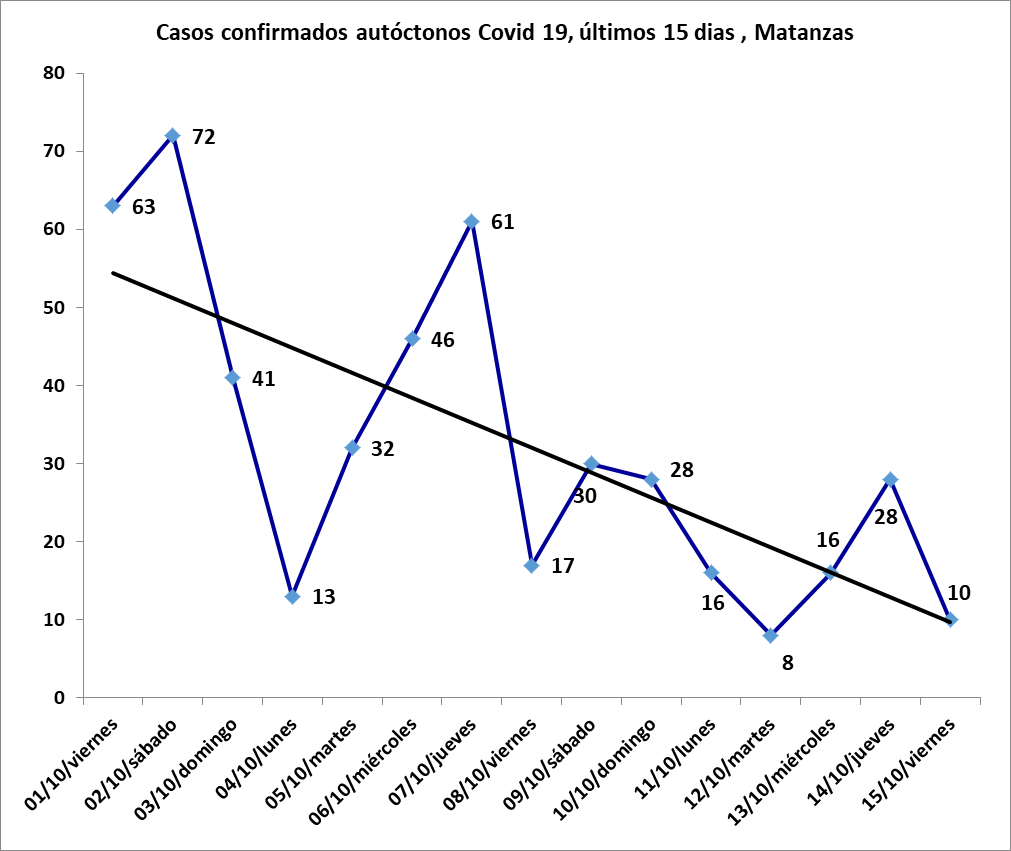 Casos confirmados autóctonos Covid 19, últimos 15 dias , Matanzas
80
70
60
50
40
30
20
10
0
63
72
41
13
32
46
61
17
30
28
16
8
16
28
10
01/10/viernes
02/10/sábado
03/10/domingo
04/10/lunes
05/10/martes
06/10/miércoles
07/10/jueves
08/10/viernes
09/10/sábado
10/10/domingo
11/10/lunes
12/10/martes
13/10/miércoles
14/10/jueves
15/10/viernes